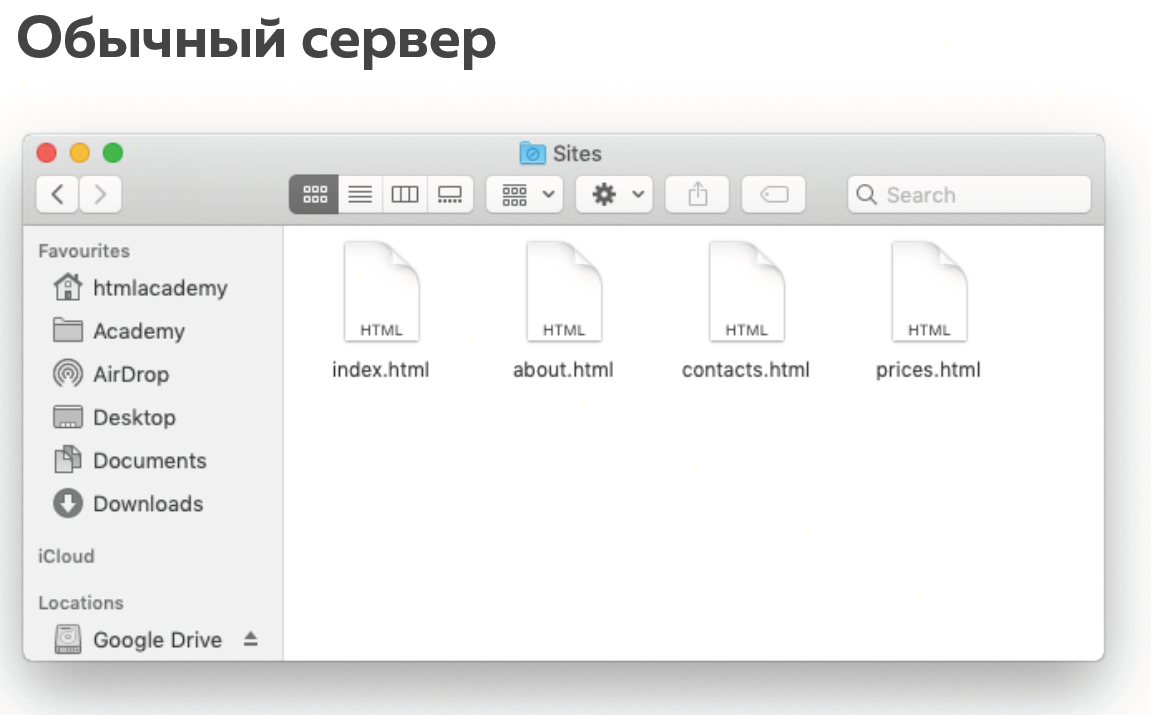 Обычный сервер
Sites
Search
Favourites
htmlacademy
Academy
AirDrop
Desktop
Documents
Downloads
iCloud
Locations
Google Drive
HTML HTML HTML HTML
index.html about.html contacts.html prices.html